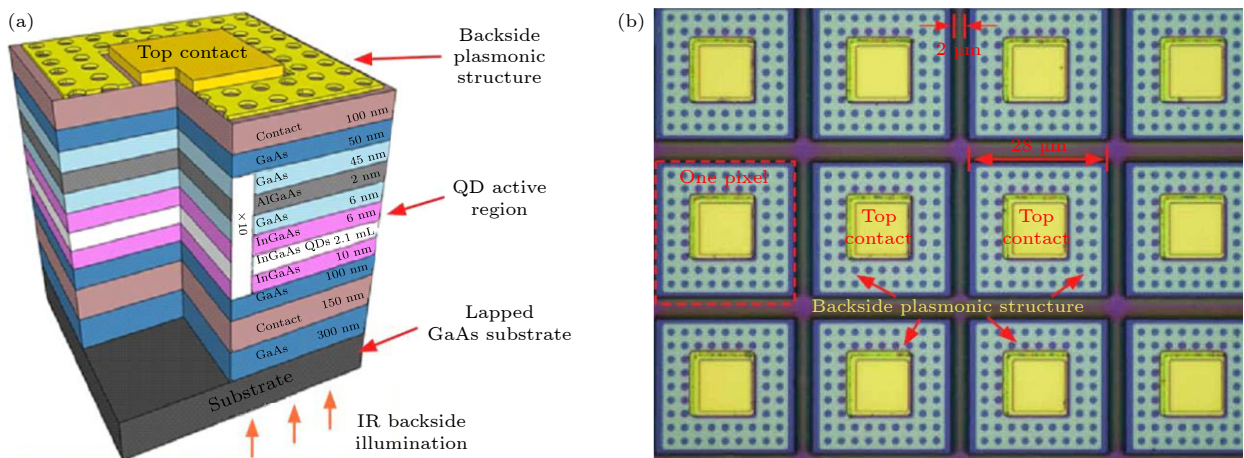 (a)
Top contact
Backside
plasmonic
structure
Contact 100 nm
GaAs 50 nm
GaAs 45 nm
AlGaAs 2 nm
GaAs 6 nm
InGaAs 6 nm
InGaAs QDs 2.1 mL
InGaAs 10 nm
GaAs 100 nm
Contact 150 nm
GaAs 300 nm
×10
QD active
region
Lapped
GaAs substrate
Substrate
IR backside
illumination
(b)
2 μm
28 μm
One pixel
Top
contact
Top
contact
Backside plasmonic structure